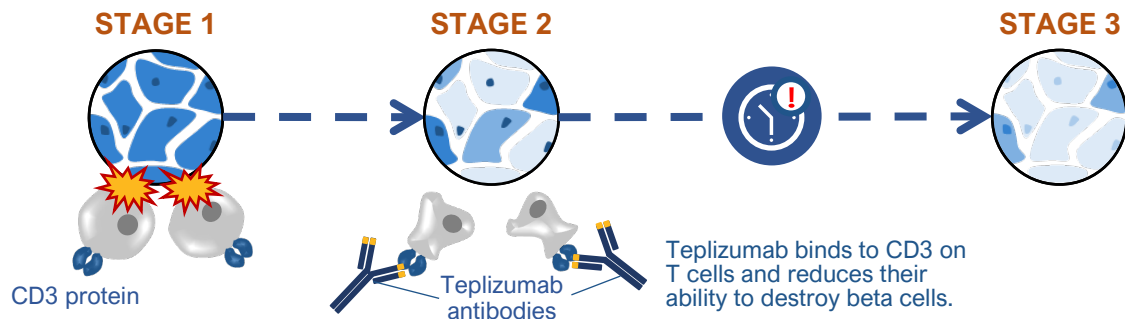 STAGE 1
STAGE 2
STAGE 3
!
CD3 protein
Teplizumab
antibodies
Teplizumab binds to CD3 on
T cells and reduces their
ability to destroy beta cells.